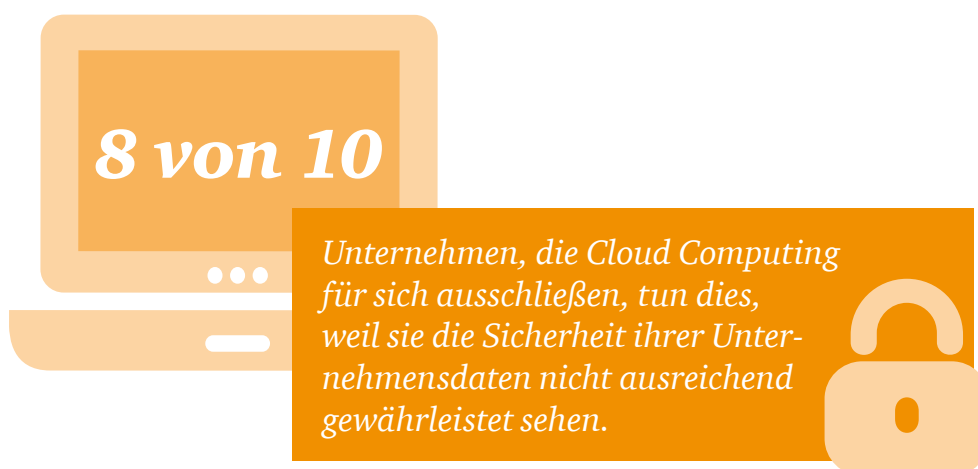 8 von 10
Unternehmen, die Cloud Computing
für sich ausschließen, tun dies,
weil sie die Sicherheit ihrer Unter-
nehmensdaten nicht ausreichend
gewährleistet sehen.